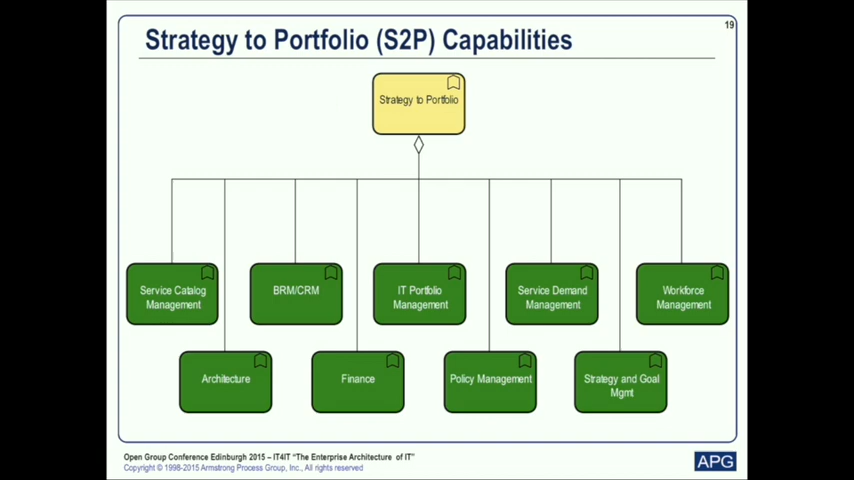 19
Strategy to Portfolio (S2P) Capabilities
Strategy to Portfolio
Service Catalog
Management
BRM/CRM
IT Portfolio
Management
Service Demand
Management
Workforce
Management
Architecture
Finance
Policy Management
Strategy and Goal
Mgmt
Open Group Conference Edinburgh 2015 – IT4IT "The Enterprise Architecture of IT"
Copyright © 1998-2015 Armstrong Process Group, Inc., All rights reserved
APG